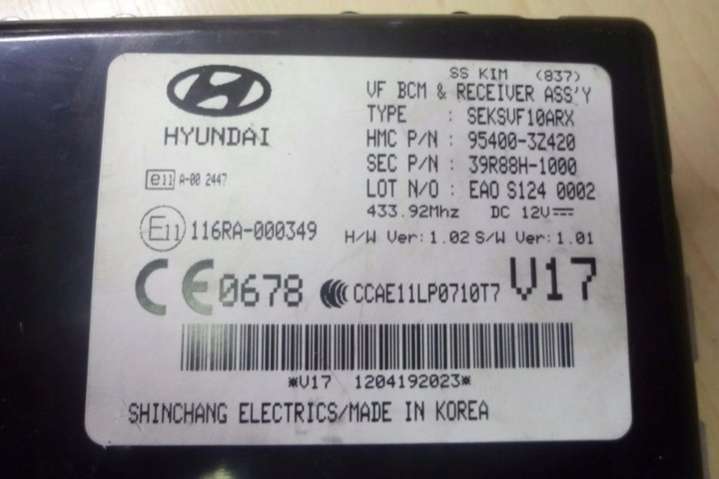 SS KIM (837)
VF BCM & RECEIVER ASS'Y
TYPE : SEKSVF10ARX
HYUNDAI
HMC P/N : 95400-3Z420
SEC P/N : 39R88H-1000
e11 A-00 2447
LOT N/O : EAO S124 0002
433.92Mhz DC 12V
E11 116RA-000349
H/W Ver: 1.02 S/W Ver: 1.01
CE 0678 CCAE11LP0710T7 V17
*V17 1204192023*
SHINCHANG ELECTRICS/MADE IN KOREA